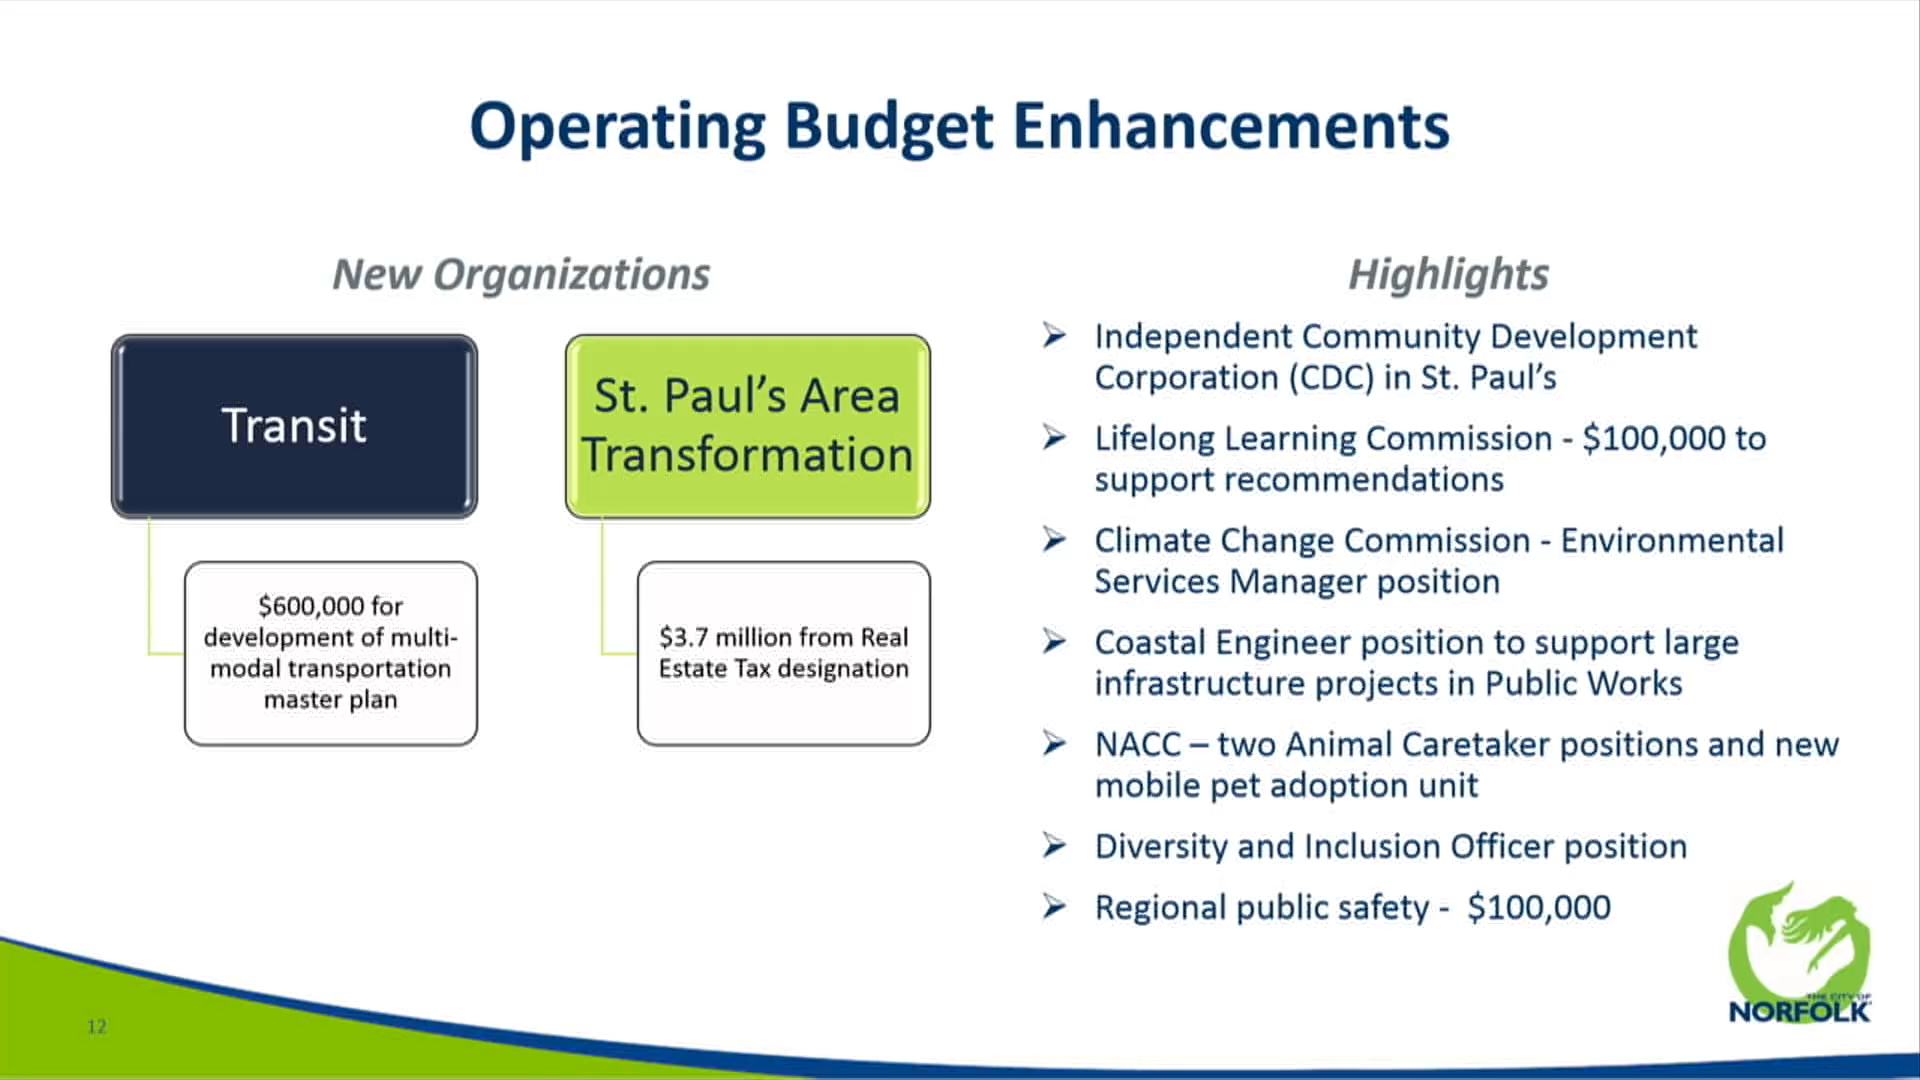 Operating Budget Enhancements
New Organizations
Transit
$600,000 for
development of multi-
modal transportation
master plan
St. Paul’s Area
Transformation
$3.7 million from Real
Estate Tax designation
Highlights
Independent Community Development
Corporation (CDC) in St. Paul’s
Lifelong Learning Commission - $100,000 to
support recommendations
Climate Change Commission - Environmental
Services Manager position
Coastal Engineer position to support large
infrastructure projects in Public Works
NACC – two Animal Caretaker positions and new
mobile pet adoption unit
Diversity and Inclusion Officer position
Regional public safety - $100,000
THE CITY OF
NORFOLK
12